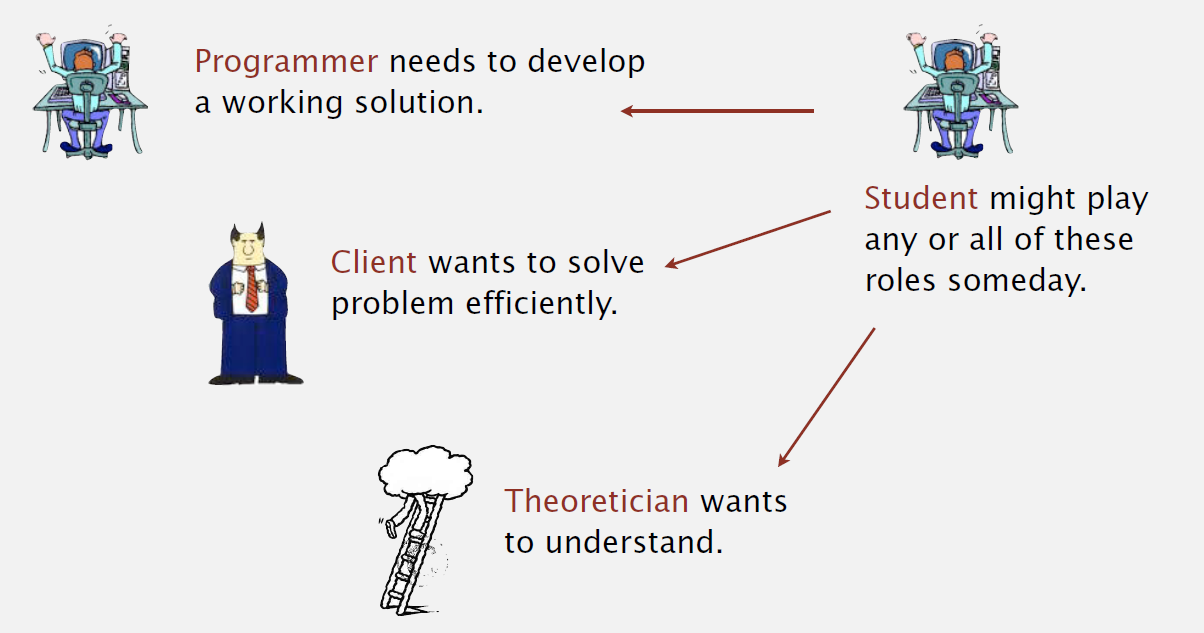 Programmer needs to develop
a working solution.
Client wants to solve
problem efficiently.
Theoretician wants
to understand.
Student might play
any or all of these
roles someday.